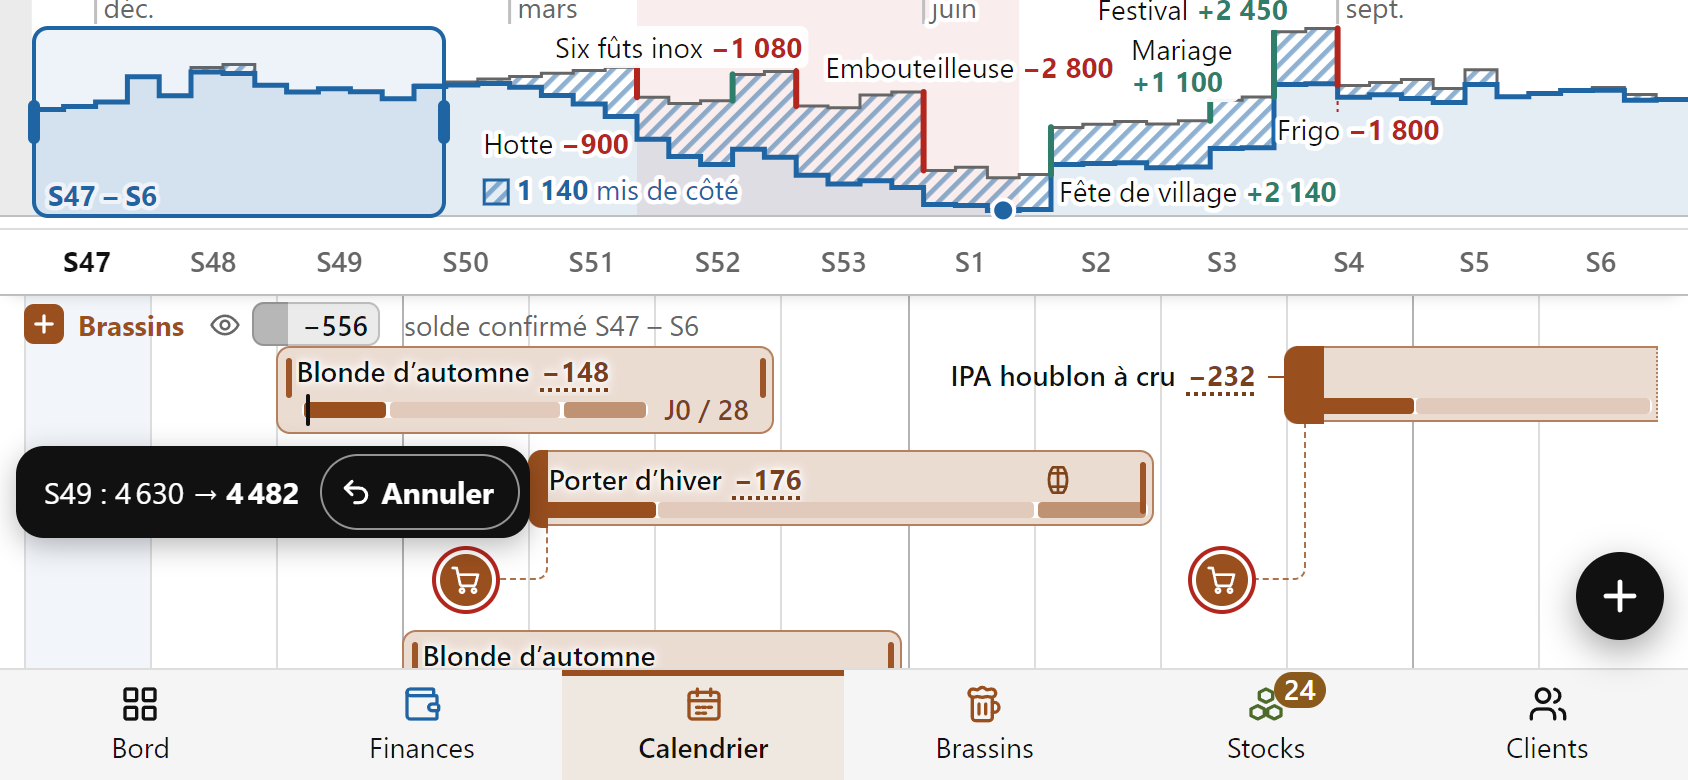 déc.
mars
juin
Festival +2 450
sept.
Six fûts inox −1 080
Mariage
+1 100
Embouteilleuse −2 800
Hotte −900
Frigo −1 800
1 140 mis de côté
Fête de village +2 140
S47 – S6
S47 S48 S49 S50 S51 S52 S53 S1 S2 S3 S4 S5 S6
Brassins −556 solde confirmé S47 – S6
Blonde d’automne −148
J0 / 28
IPA houblon à cru −232
S49 : 4 630 → 4 482 Annuler
Porter d’hiver −176
Blonde d’automne
24
Bord Finances Calendrier Brassins Stocks Clients